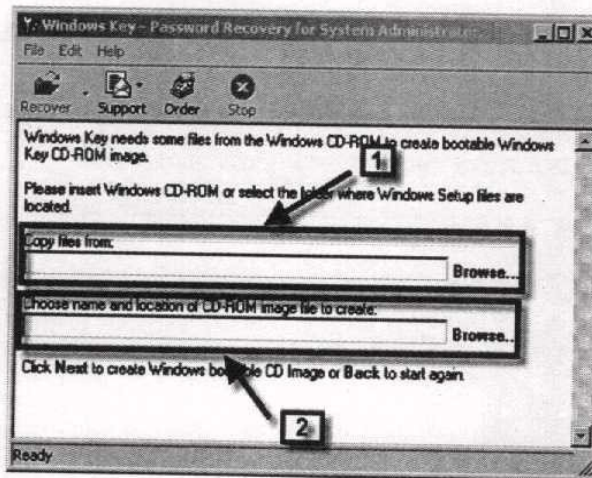 Windows Key - Password Recovery for System Administrator
File Edit Help
Recover Support Order Stop
Windows Key needs some files from the Windows CD-ROM to create bootable Windows
Key CD-ROM image.
1
Please insert Windows CD-ROM or select the folder where Windows Setup files are
located.
Copy files from:
Browse...
Choose name and location of CD-ROM image file to create:
Browse...
Click Next to create Windows bootable CD Image or Back to start again.
2
Ready